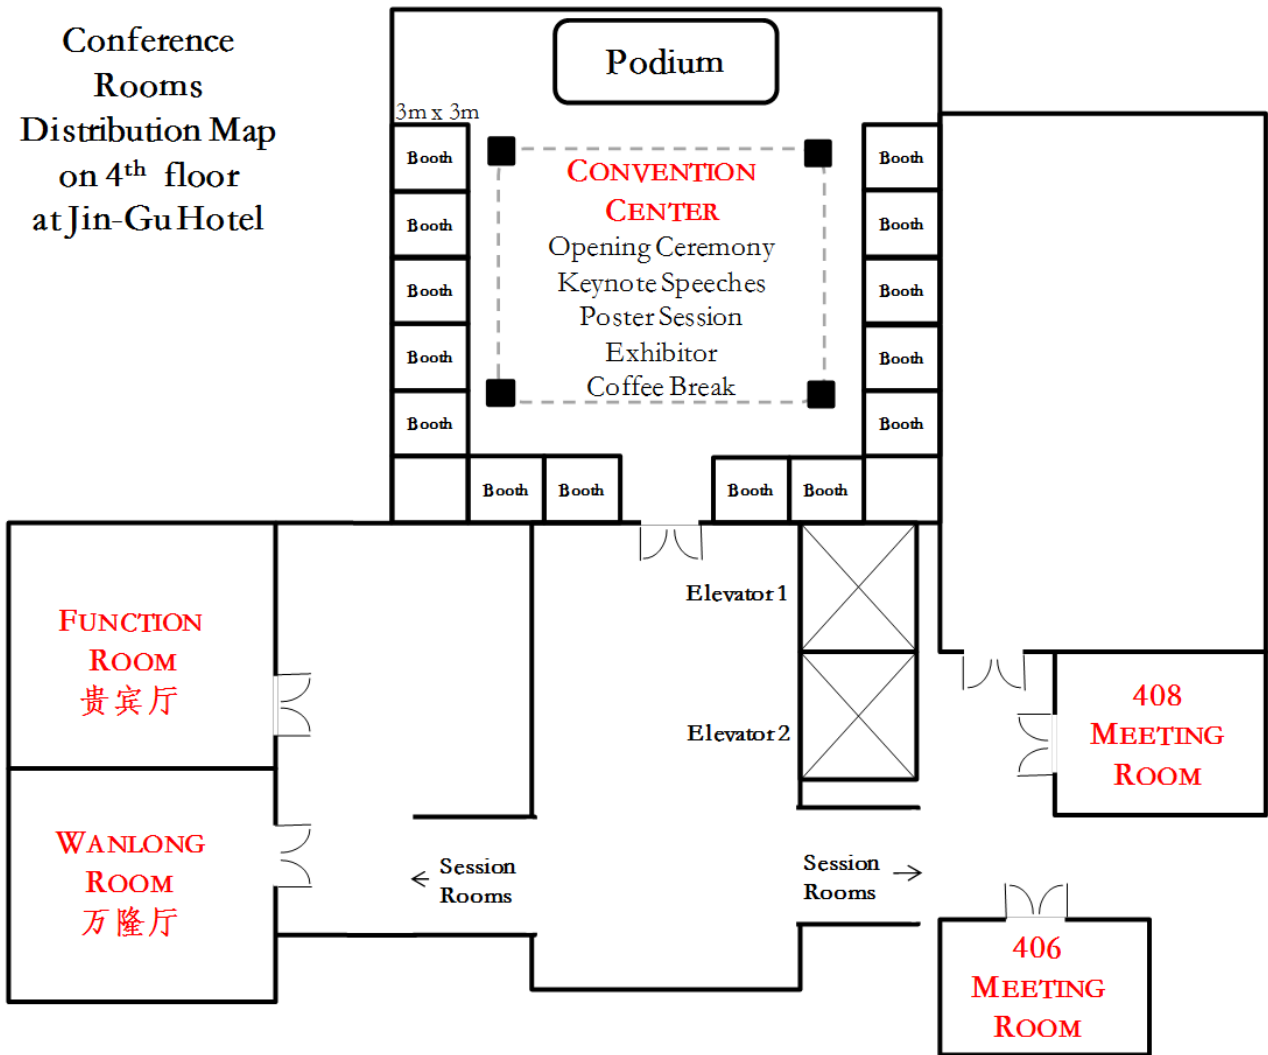 Conference
Rooms
Distribution Map
on 4th floor
at Jin-Gu Hotel
Podium
3m x 3m
Booth
Booth
Booth
Booth
Booth
CONVENTION
CENTER
Opening Ceremony
Keynote Speeches
Poster Session
Exhibitor
Coffee Break
Booth
Booth
Booth
Booth
Booth
Booth
Booth
Booth
Booth
Elevator 1
Elevator 2
FUNCTION
ROOM
贵宾厅
WANLONG
ROOM
万隆厅
← Session
Rooms
Session →
Rooms
408
MEETING
ROOM
406
MEETING
ROOM